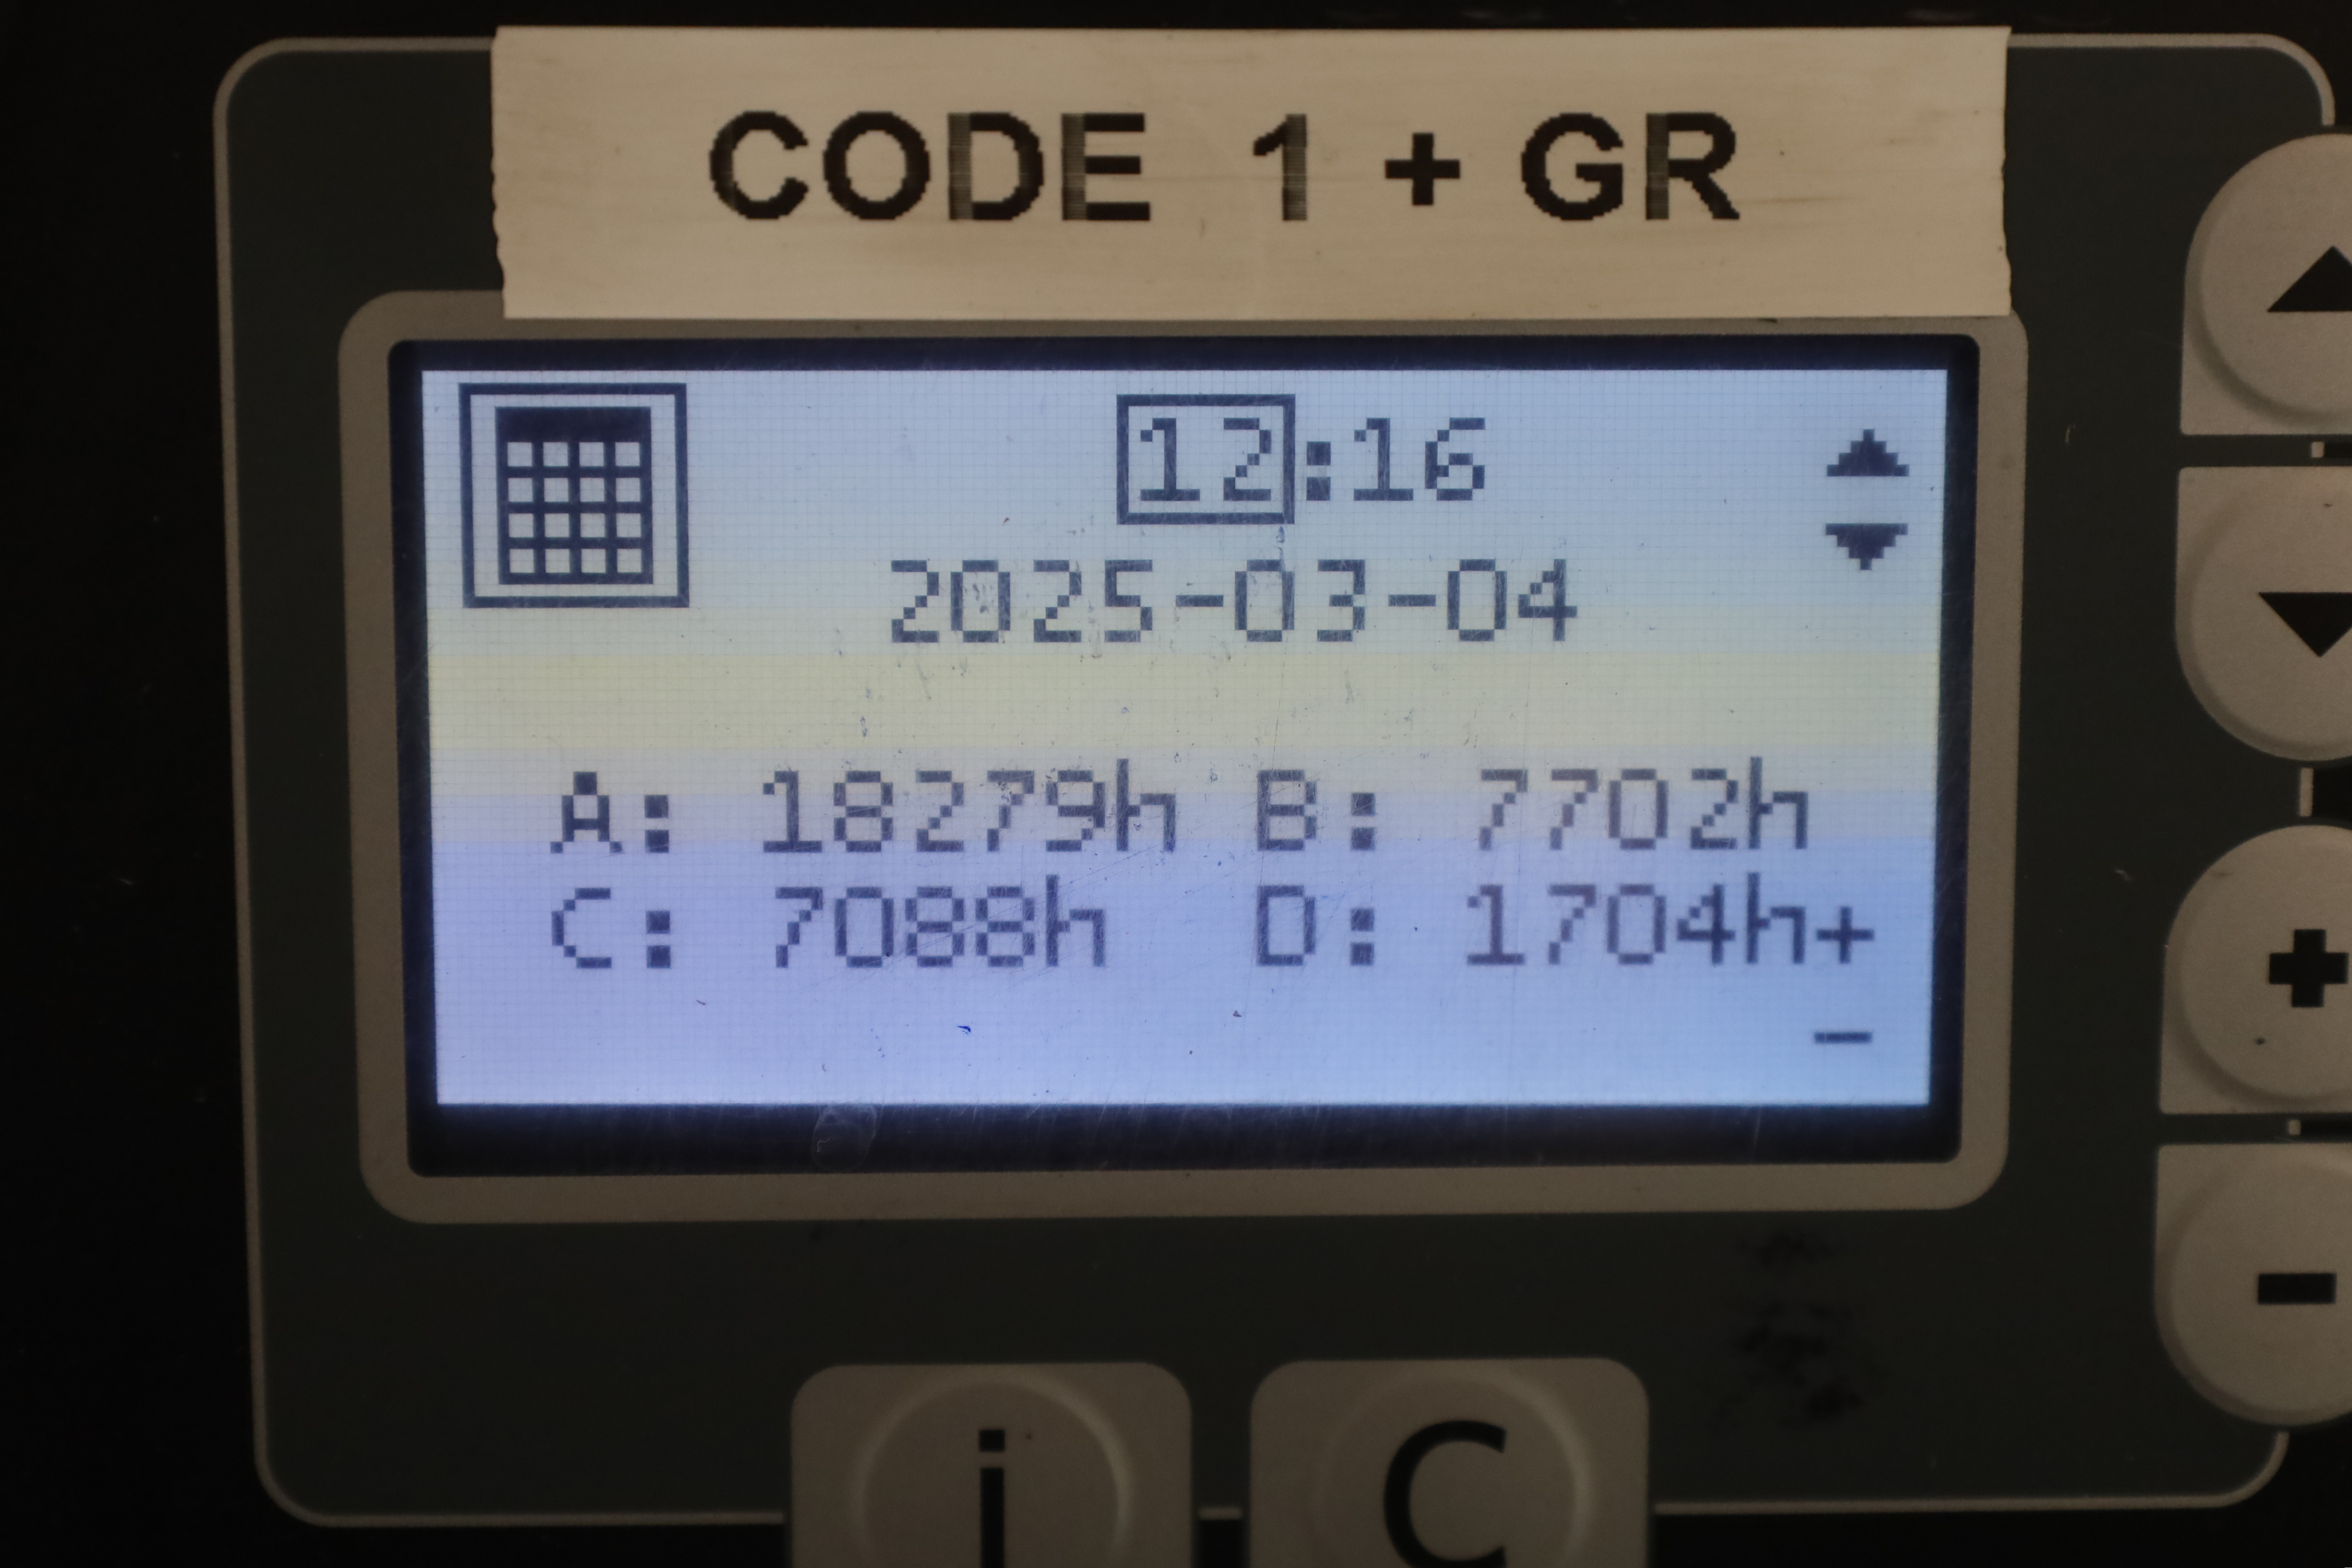 CODE 1 + GR
12:16
2025-03-04
A: 18279h B: 7702h
C: 7088h D: 1704h+
-
+
-
i C